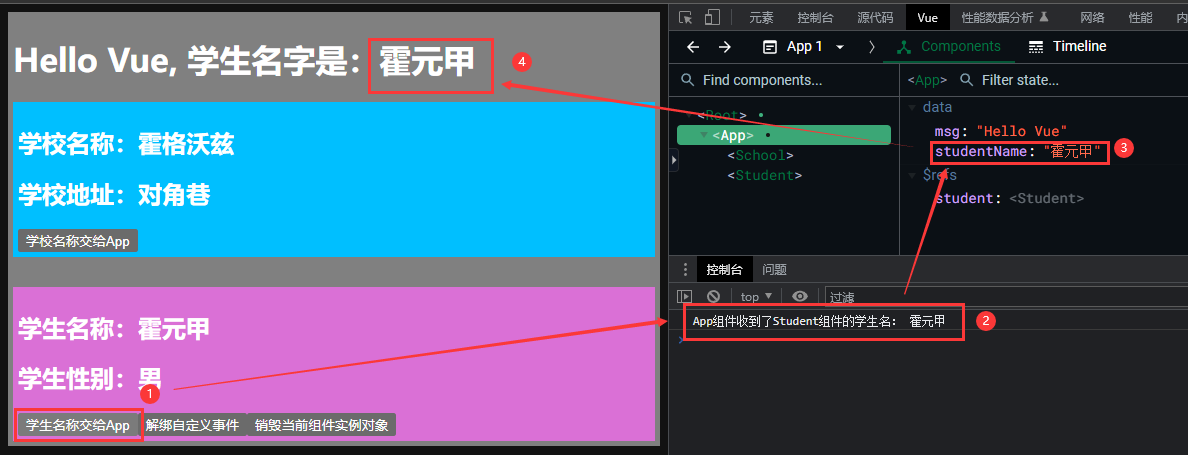 Hello Vue, 学生名字是：霍元甲
4
学校名称：霍格沃兹
学校地址：对角巷
学校名称交给App
学生名称：霍元甲
学生性别：男
1
学生名称交给App
解绑自定义事件
销毁当前组件实例对象
元素
控制台
源代码
Vue
性能数据分析
网络
性能
内
App 1
Components
Timeline
Find components...
<App>
Filter state...
<Root>
<App>
<School>
<Student>
data
msg: "Hello Vue"
studentName: "霍元甲"
3
$refs
student: <Student>
控制台
问题
top
过滤
App组件收到了Student组件的学生名： 霍元甲
2